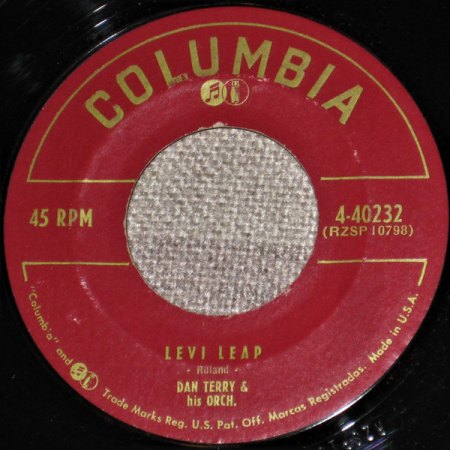 COLUMBIA
45 RPM
4-40232
(RZSP 10798)
LEVI LEAP
- Roland -
DAN TERRY &
his ORCH.
"Columbia" and Trade Marks Reg. U.S. Pat. Off. Marcas Registradas. Made in U.S.A.